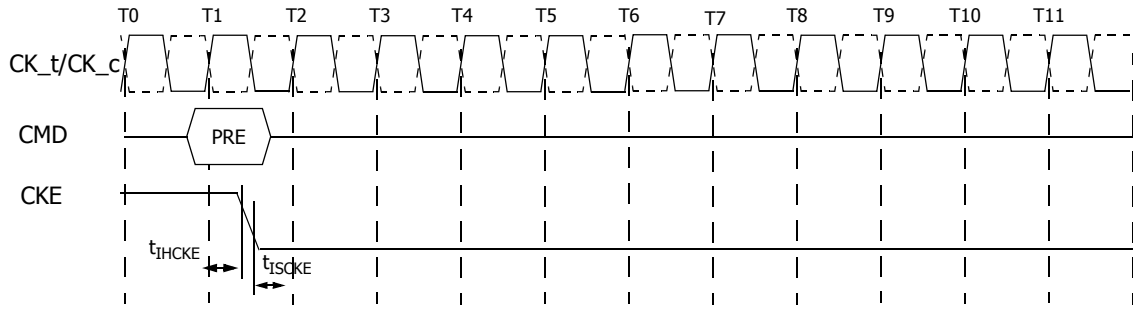 T0 T1 T2 T3 T4 T5 T6 T7 T8 T9 T10 T11
CK_t/CK_c
CMD PRE
CKE
tIHCKE
tISCKE